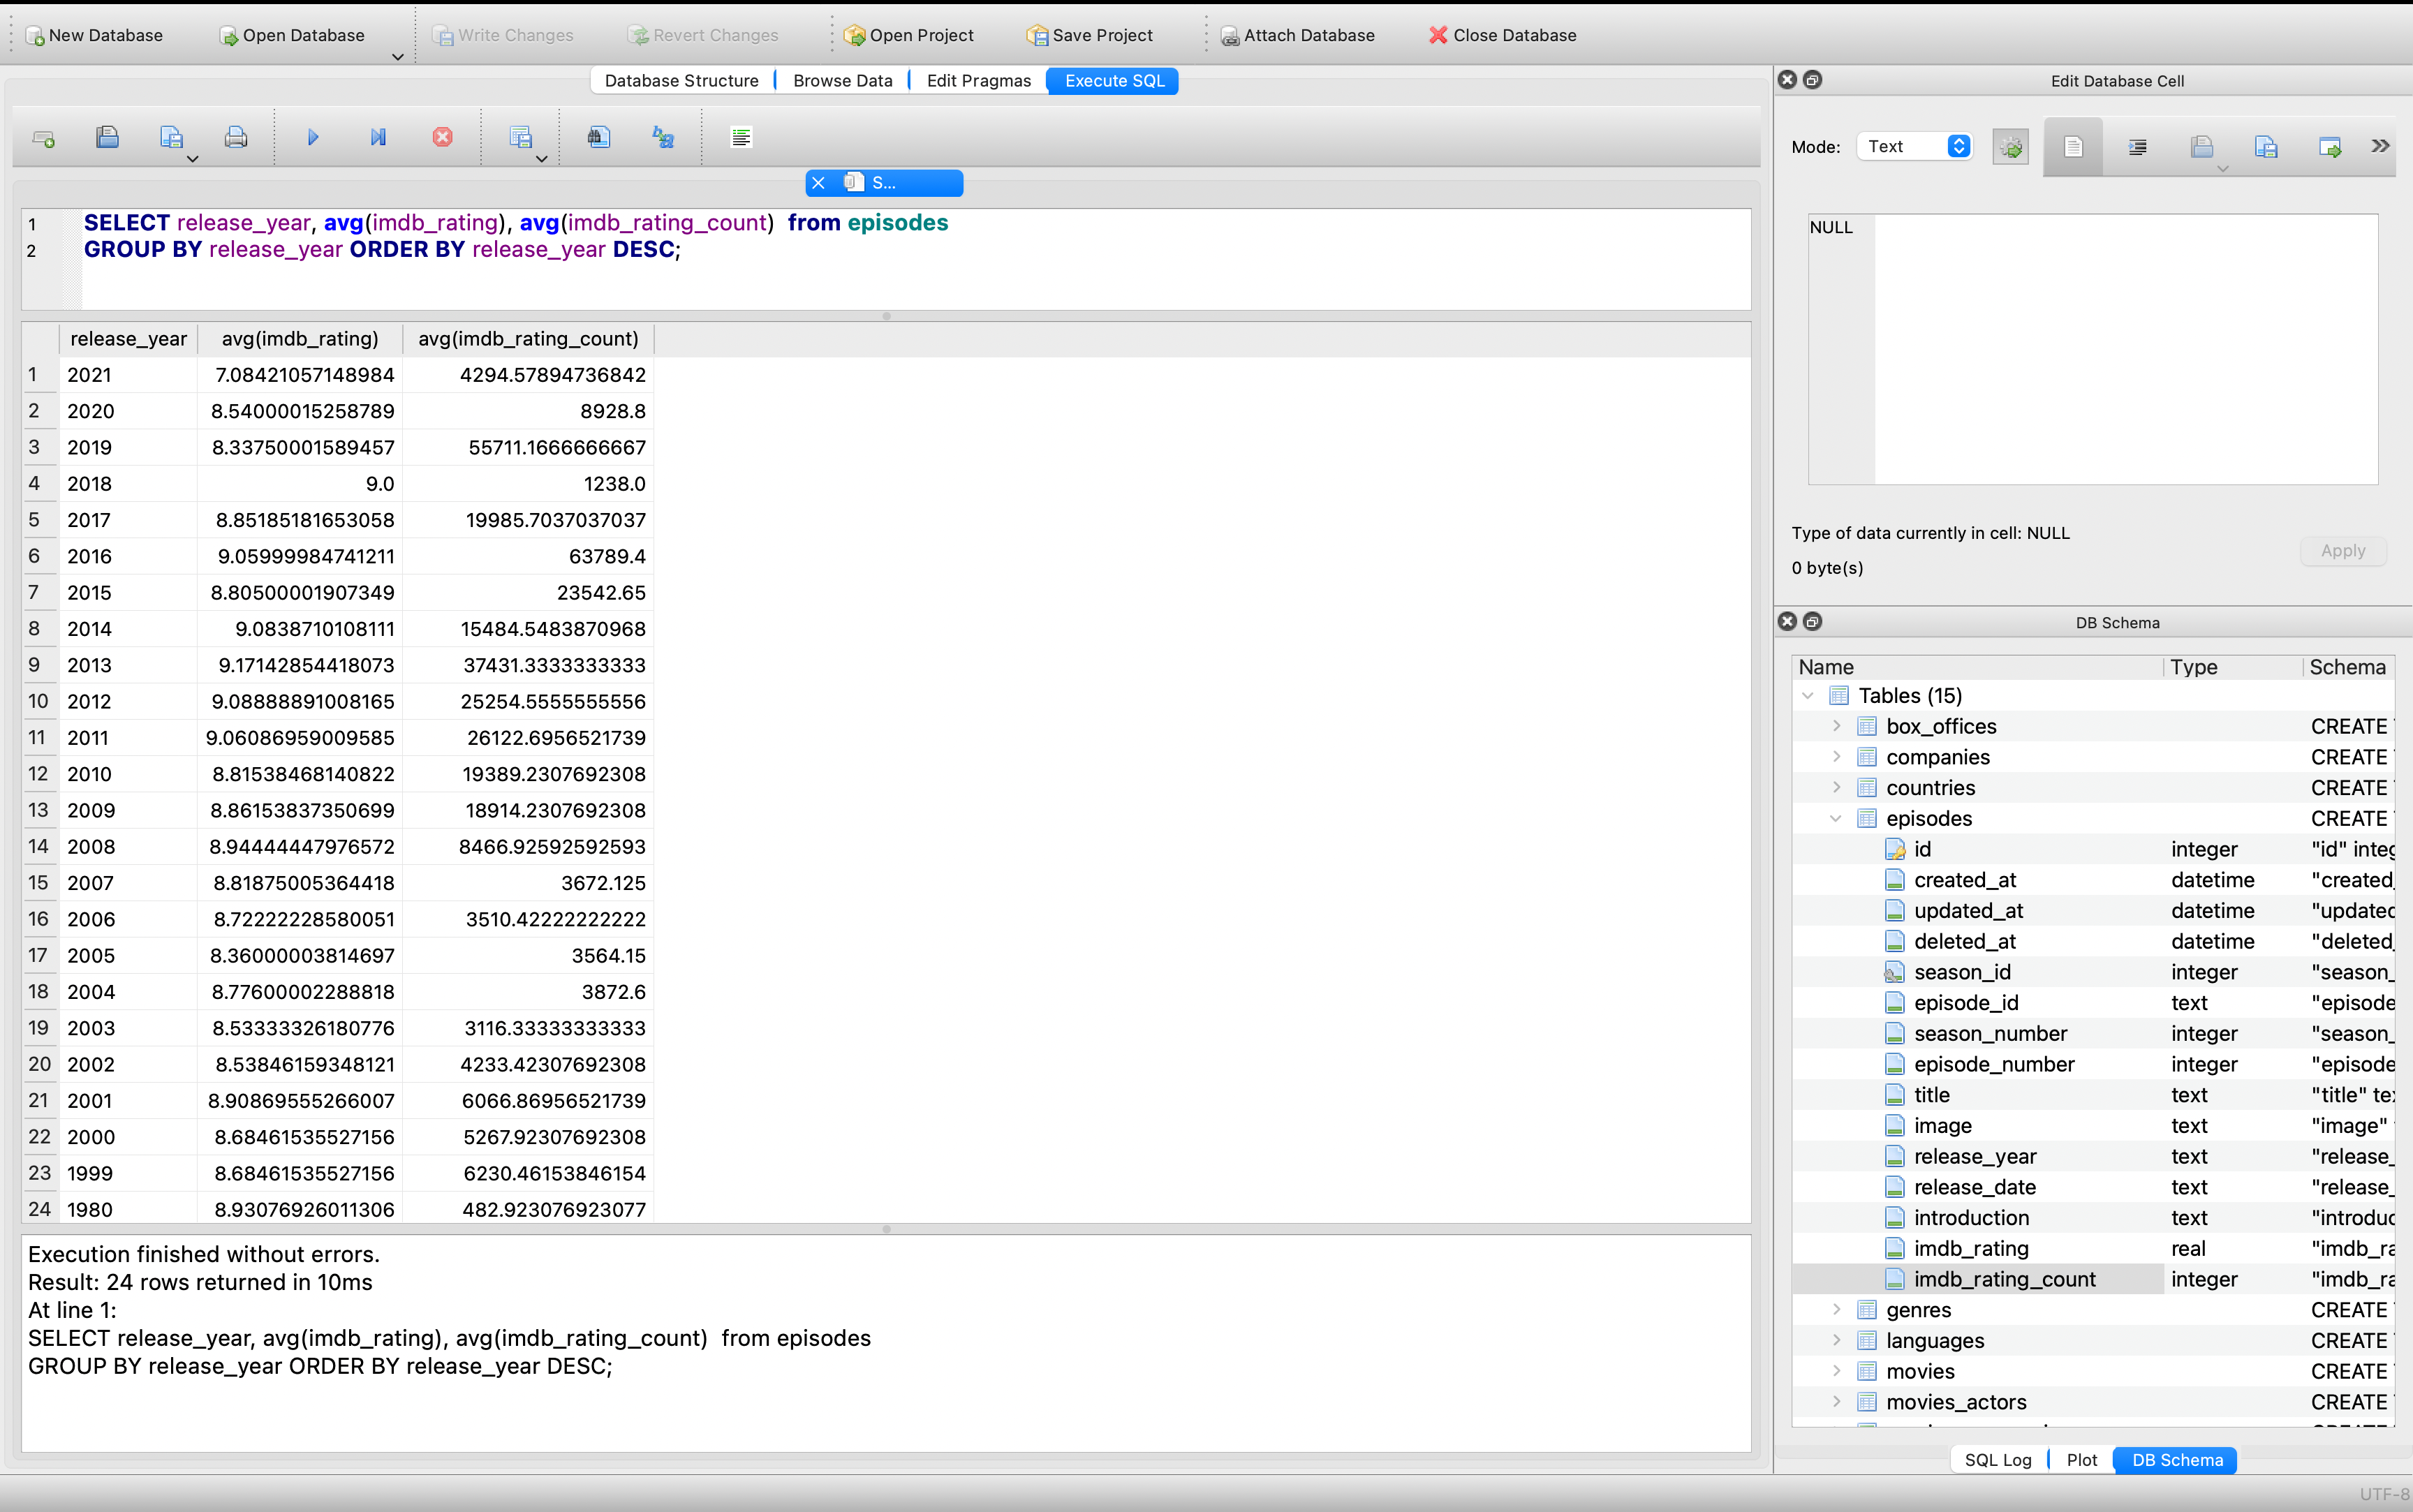 New Database Open Database Write Changes Revert Changes Open Project Save Project Attach Database Close Database
Database Structure Browse Data Edit Pragmas Execute SQL
S...
1 SELECT release_year, avg(imdb_rating), avg(imdb_rating_count)  from episodes
2 GROUP BY release_year ORDER BY release_year DESC;
release_year avg(imdb_rating) avg(imdb_rating_count)
1 2021 7.08421057148984 4294.57894736842
2 2020 8.54000015258789 8928.8
3 2019 8.33750001589457 55711.1666666667
4 2018 9.0 1238.0
5 2017 8.85185181653058 19985.7037037037
6 2016 9.05999984741211 63789.4
7 2015 8.80500001907349 23542.65
8 2014 9.0838710108111 15484.5483870968
9 2013 9.17142854418073 37431.3333333333
10 2012 9.08888891008165 25254.5555555556
11 2011 9.06086959009585 26122.6956521739
12 2010 8.81538468140822 19389.2307692308
13 2009 8.86153837350699 18914.2307692308
14 2008 8.94444447976572 8466.92592592593
15 2007 8.81875005364418 3672.125
16 2006 8.72222228580051 3510.42222222222
17 2005 8.36000003814697 3564.15
18 2004 8.77600002288818 3872.6
19 2003 8.53333326180776 3116.33333333333
20 2002 8.53846159348121 4233.42307692308
21 2001 8.90869555266007 6066.86956521739
22 2000 8.68461535527156 5267.92307692308
23 1999 8.68461535527156 6230.46153846154
24 1980 8.93076926011306 482.923076923077
Execution finished without errors.
Result: 24 rows returned in 10ms
At line 1:
SELECT release_year, avg(imdb_rating), avg(imdb_rating_count)  from episodes
GROUP BY release_year ORDER BY release_year DESC;
Edit Database Cell
Mode: Text
NULL
Type of data currently in cell: NULL
0 byte(s)
Apply
DB Schema
Name Type Schema
Tables (15)
box_offices CREATE
companies CREATE
countries CREATE
episodes CREATE
id integer "id" integ
created_at datetime "created_
updated_at datetime "updated
deleted_at datetime "deleted_
season_id integer "season_
episode_id text "episode
season_number integer "season_
episode_number integer "episode
title text "title" te
image text "image"
release_year text "release_
release_date text "release_
introduction text "introduc
imdb_rating real "imdb_ra
imdb_rating_count integer "imdb_ra
genres CREATE
languages CREATE
movies CREATE
movies_actors CREATE
SQL Log Plot DB Schema
UTF-8